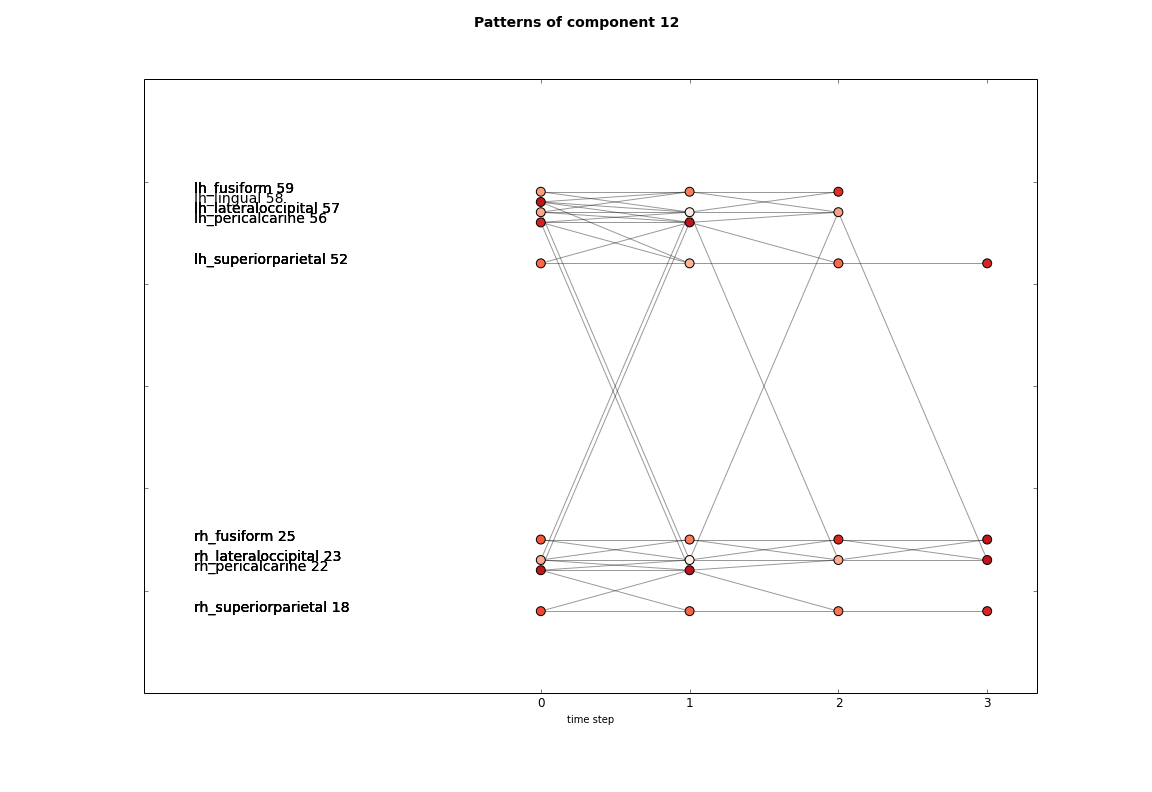 Patterns of component 12
lh_fusiform 59
lh_lingual 58
lh_lateraloccipital 57
lh_pericalcarine 56
lh_superiorparietal 52
rh_fusiform 25
rh_lateraloccipital 23
rh_pericalcarine 22
rh_superiorparietal 18
0 1 2 3
time step